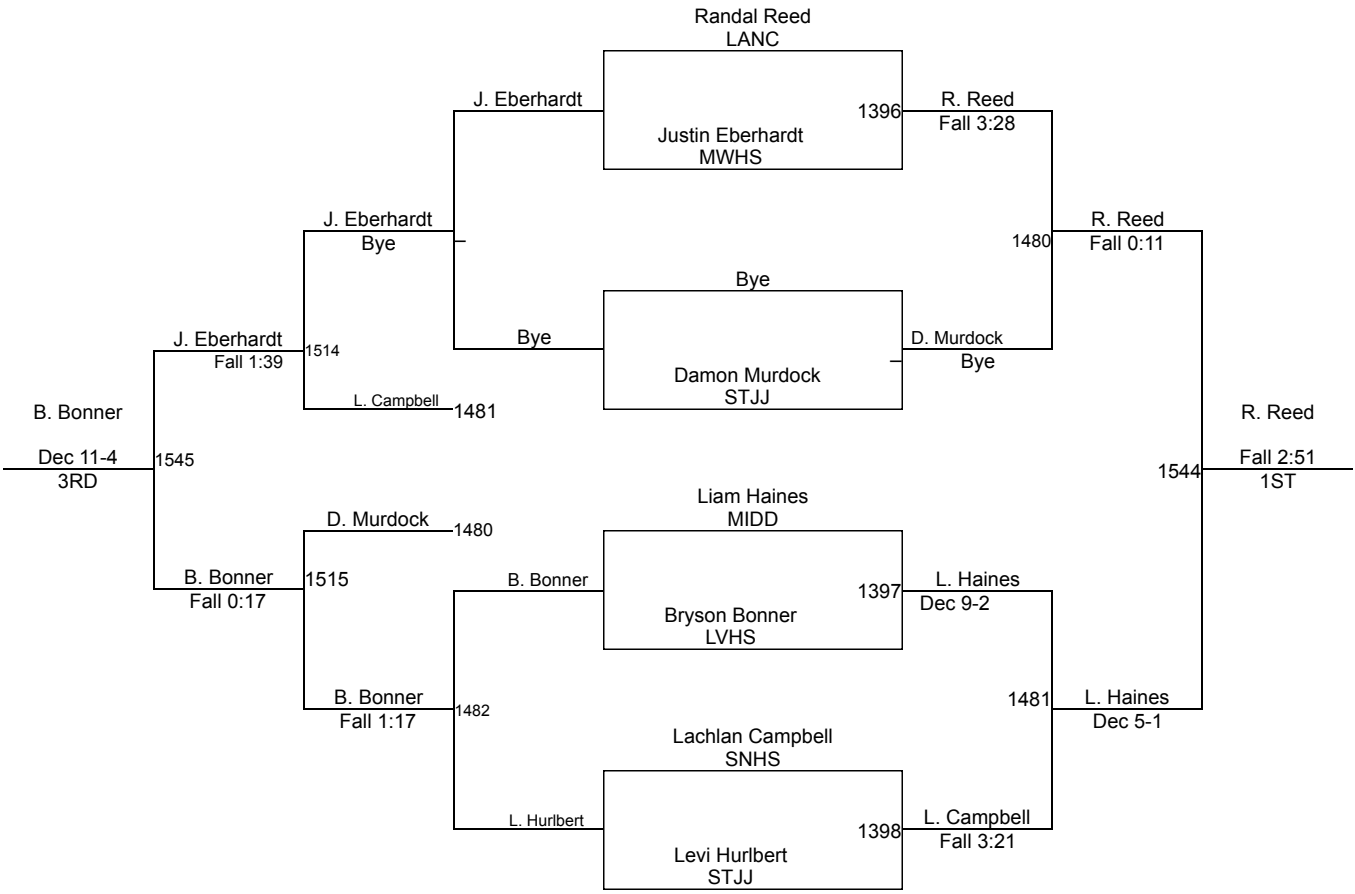 Randal Reed
LANC
J. Eberhardt
1396
R. Reed
Fall 3:28
Justin Eberhardt
MWHS
J. Eberhardt
Bye
1480
R. Reed
Fall 0:11
Bye
J. Eberhardt
Fall 1:39
1514
Bye
D. Murdock
Bye
Damon Murdock
STJJ
L. Campbell
1481
B. Bonner
Dec 11-4
3RD
1545
R. Reed
Fall 2:51
1ST
1544
Liam Haines
MIDD
D. Murdock
1480
B. Bonner
Fall 0:17
1515
B. Bonner
1397
L. Haines
Dec 9-2
Bryson Bonner
LVHS
B. Bonner
Fall 1:17
1482
1481
L. Haines
Dec 5-1
Lachlan Campbell
SNHS
L. Hurlbert
1398
L. Campbell
Fall 3:21
Levi Hurlbert
STJJ